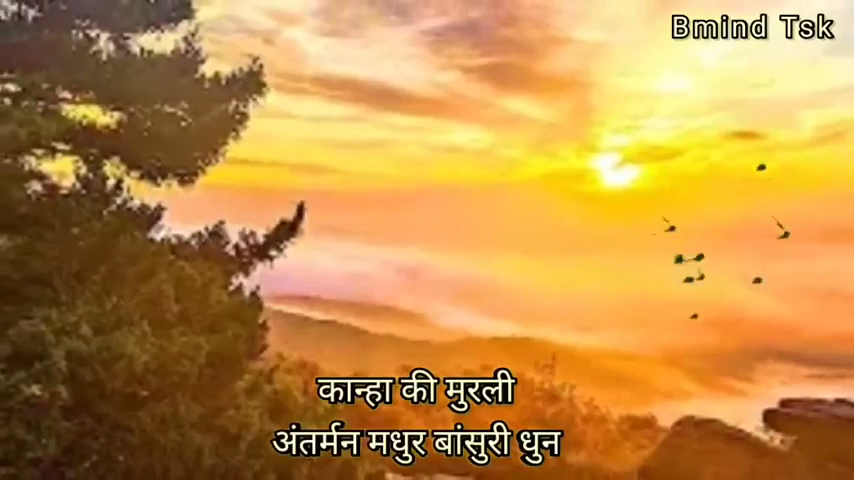 Bmind Tsk
कान्हा की मुरली
अंतर्मन मधुर बांसुरी धुन